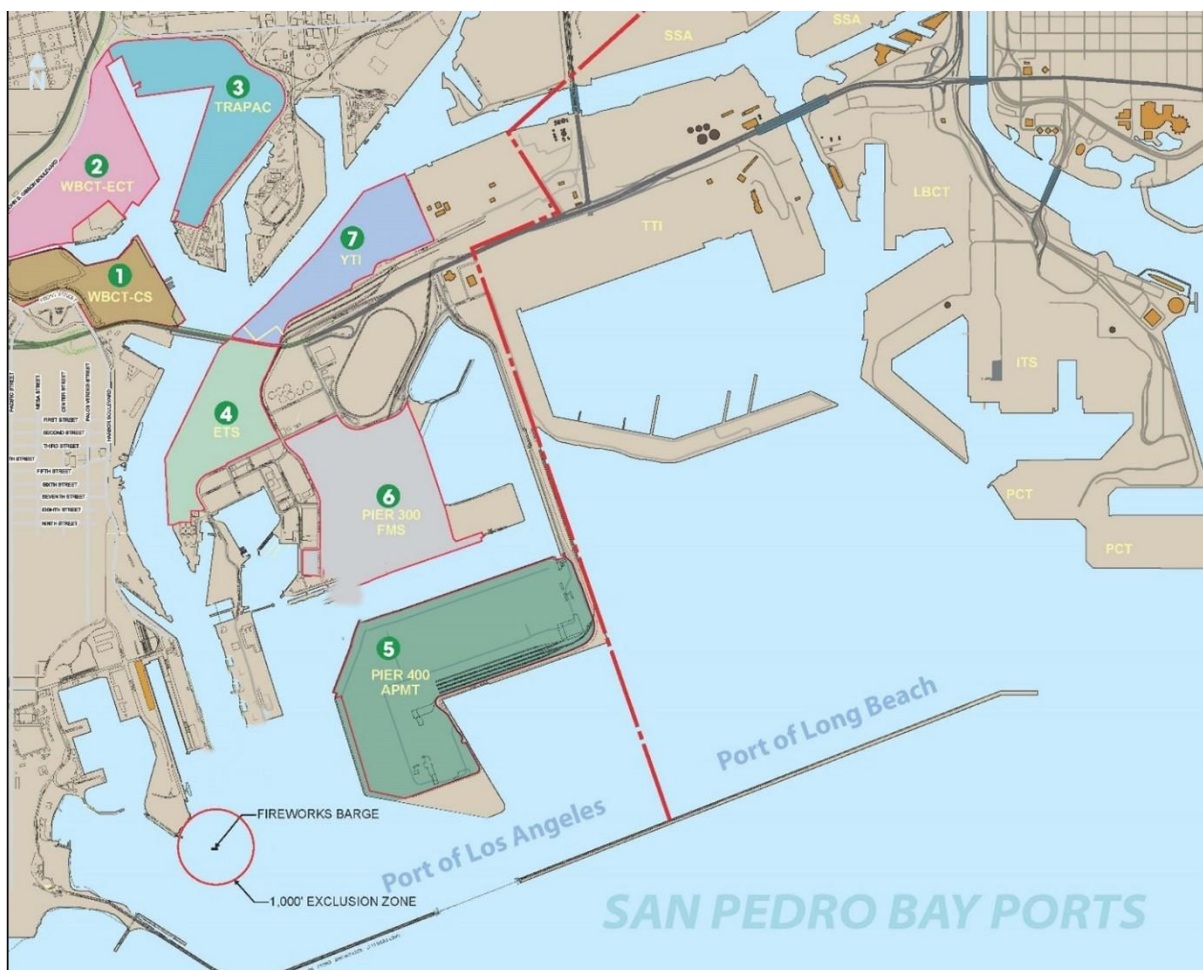 SSA
SSA
3
TRAPAC
2
WBCT-ECT
7
YTI
TTI
LBCT
1
WBCT-CS
ITS
4
ETS
FIRST STREET
SECOND STREET
THIRD STREET
FIFTH STREET
SIXTH STREET
SEVENTH STREET
EIGHTH STREET
NINTH STREET
MESA STREET
CENTER STREET
PALOS VERDES STREET
HARBOR BOULEVARD
6
PIER 300
FMS
PCT
PCT
5
PIER 400
APMT
Port of Long Beach
Port of Los Angeles
FIREWORKS BARGE
1,000' EXCLUSION ZONE
SAN PEDRO BAY PORTS